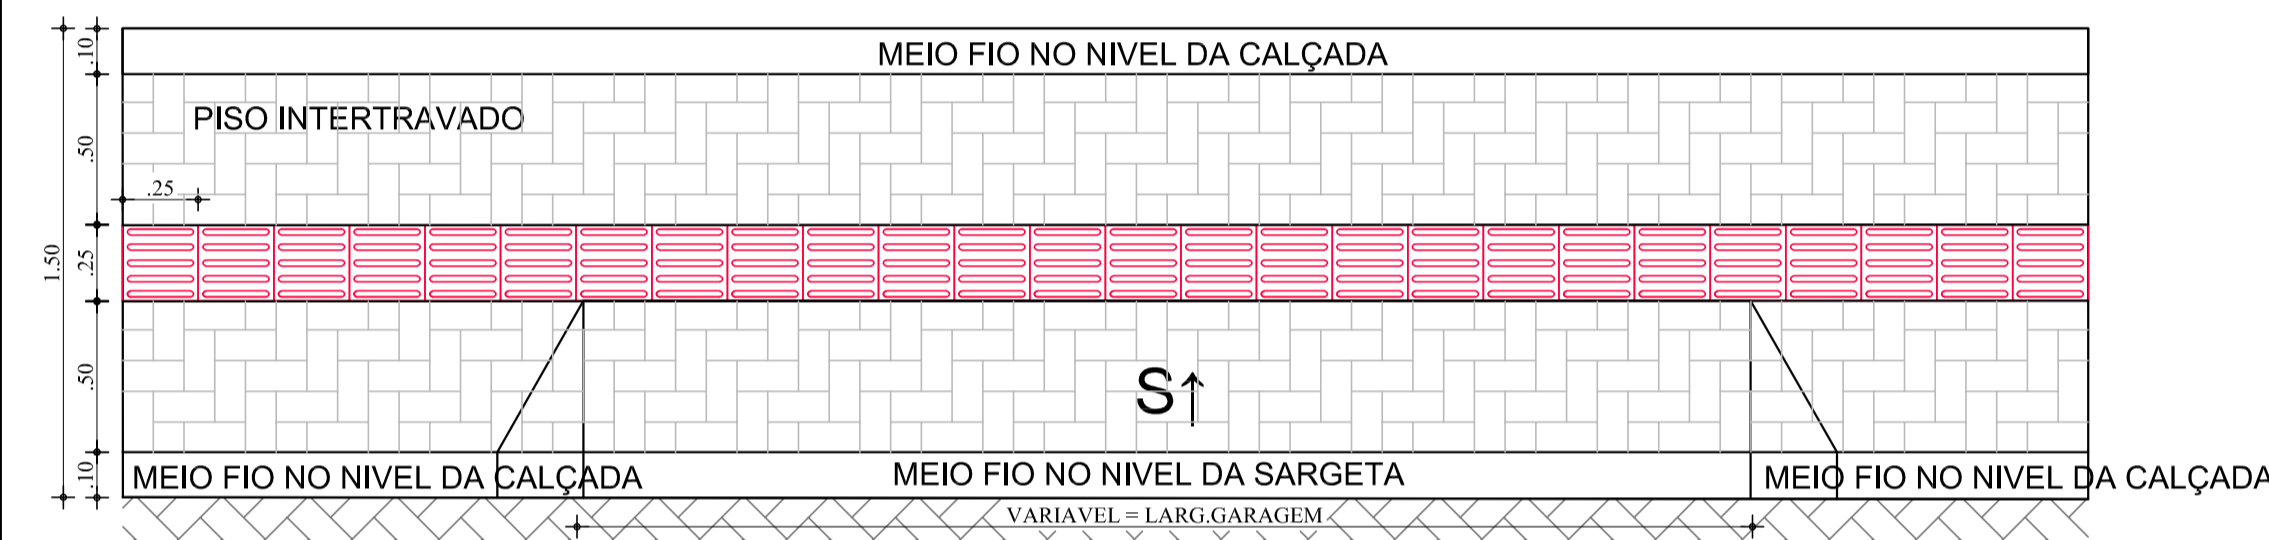 MEIO FIO NO NIVEL DA CALÇADA
.10
PISO INTERTRAVADO
.50
.25
1.50
.25
.50
S↑
.10
MEIO FIO NO NIVEL DA CALÇADA
MEIO FIO NO NIVEL DA SARGETA
MEIO FIO NO NIVEL DA CALÇADA
VARIAVEL = LARG.GARAGEM